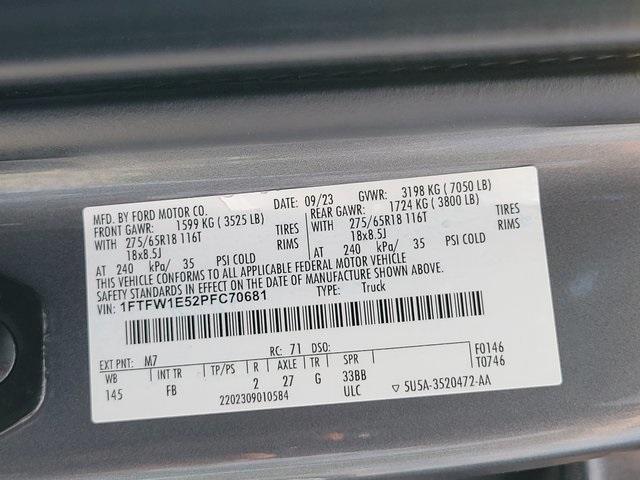 MFD. BY FORD MOTOR CO. DATE: 09/23 GVWR: 3198 KG ( 7050 LB)
FRONT GAWR: 1599 KG ( 3525 LB) REAR GAWR: 1724 KG ( 3800 LB)
WITH 275/65R18 116T TIRES WITH 275/65R18 116T TIRES
18x8.5J RIMS 18x8.5J RIMS
AT 240 kPa/ 35 PSI COLD AT 240 kPa/ 35 PSI COLD
THIS VEHICLE CONFORMS TO ALL APPLICABLE FEDERAL MOTOR VEHICLE
SAFETY STANDARDS IN EFFECT ON THE DATE OF MANUFACTURE SHOWN ABOVE.
VIN: 1FTFW1E52PFC70681 TYPE: Truck
EXT PNT: M7 RC: 71 DSO: F0146
WB INT TR TP/PS R AXLE TR SPR T0746
145 FB 2 27 G 33BB
2202309010584 ULC ▽ 5U5A-3520472-AA